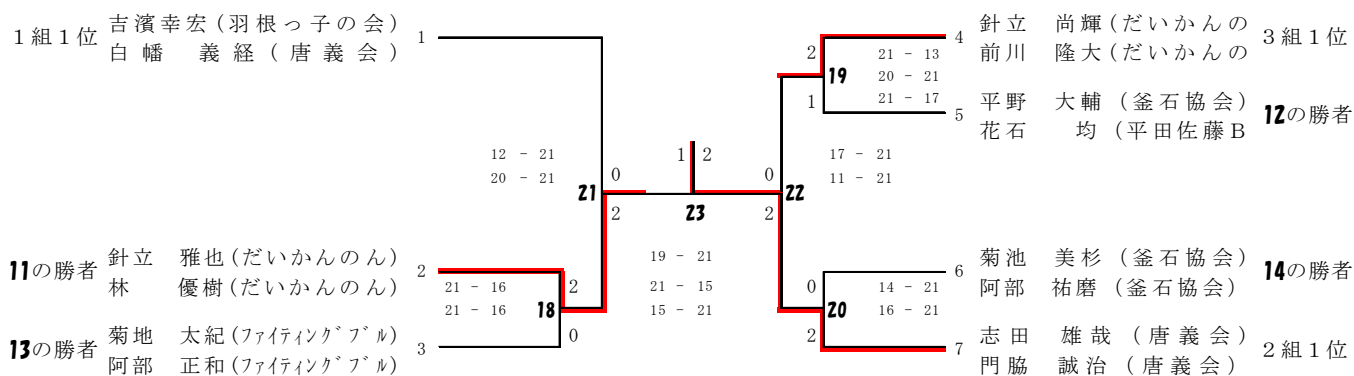 1組1位 吉濱幸宏(羽根っ子の会) 1
白幡 義経(唐義会)
4 針立 尚輝(だいかんの 3組1位
前川 隆大(だいかんの
2 19 21 - 13
20 - 21
1 21 - 17
5 平野 大輔(釜石協会) 12の勝者
花石 均(平田佐藤B
12 - 21
20 - 21
21 0
2
1 2
23
19 - 21
21 - 15
15 - 21
17 - 21
11 - 21
0 22
2
11の勝者 針立 雅也(だいかんのん) 2
林 優樹(だいかんのん)
21 - 16 2
21 - 16 18
0
13の勝者 菊地 太紀(ファイティングブル) 3
阿部 正和(ファイティングブル)
6 菊池 美杉(釜石協会) 14の勝者
阿部 祐磨(釜石協会)
0 14 - 21
20 16 - 21
2
7 志田 雄哉(唐義会) 2組1位
門脇 誠治(唐義会)